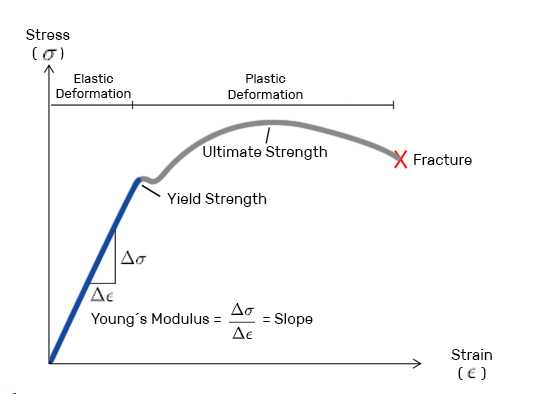 Stress
(σ)
Elastic
Deformation
Plastic
Deformation
Ultimate Strength
Fracture
Yield Strength
Δσ
Δϵ
Young´s Modulus = Δσ/Δϵ = Slope
Strain
(ϵ)